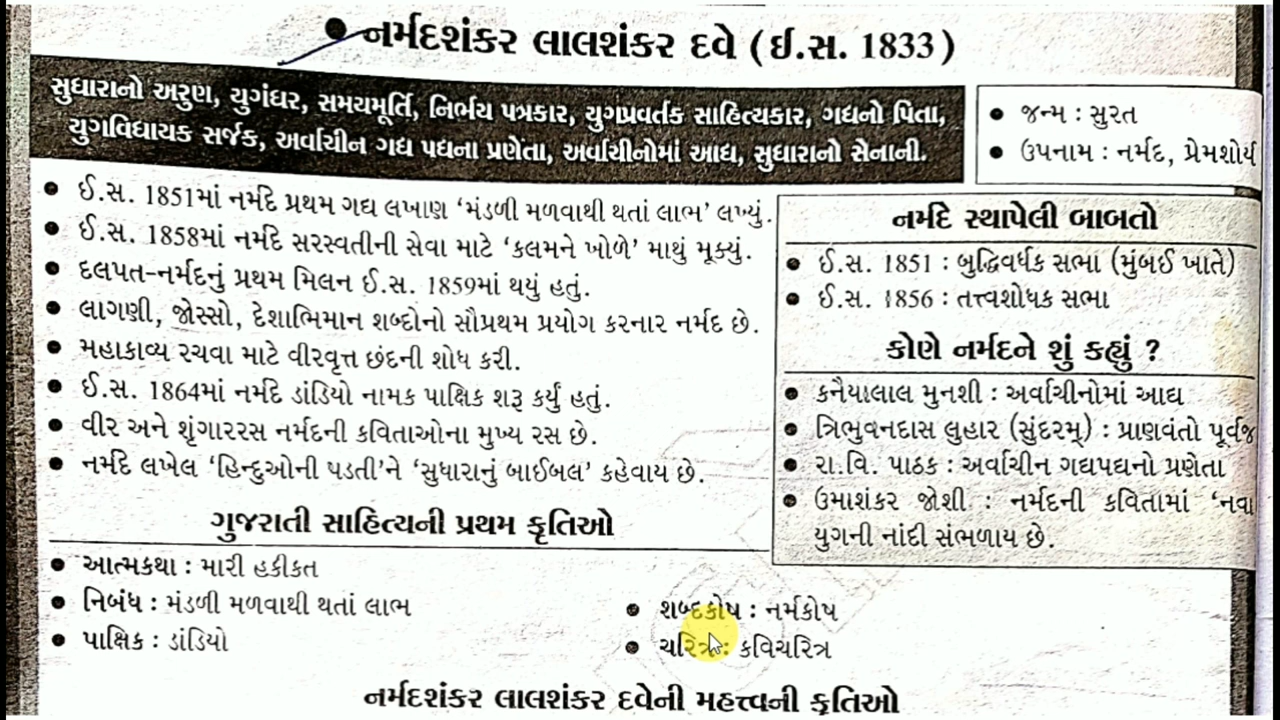 • નર્મદશંકર લાલશંકર દવે (ઈ.સ. 1833)
સુધારાનો અરુણ, યુગંધર, સમયમૂર્તિ, નિર્ભય પત્રકાર, યુગપ્રવર્તક સાહિત્યકાર, ગદ્યનો પિતા,
યુગવિધાયક સર્જક, અર્વાચીન ગદ્ય પદ્યના પ્રણેતા, અર્વાચીનોમાં આદ્ય, સુધારાનો સેનાની.
• જન્મ : સુરત
• ઉપનામ : નર્મદ, પ્રેમશૌર્ય
• ઈ.સ. 1851માં નર્મદે પ્રથમ ગદ્ય લખાણ ‘મંડળી મળવાથી થતાં લાભ’ લખ્યું.
• ઈ.સ. 1858માં નર્મદે સરસ્વતીની સેવા માટે ‘કલમને ખોળે’ માથું મૂક્યું.
• દલપત-નર્મદનું પ્રથમ મિલન ઈ.સ. 1859માં થયું હતું.
• લાગણી, જોસ્સો, દેશાભિમાન શબ્દોનો સૌપ્રથમ પ્રયોગ કરનાર નર્મદ છે.
• મહાકાવ્ય રચવા માટે વીરવૃત્ત છંદની શોધ કરી.
• ઈ.સ. 1864માં નર્મદે ડાંડિયો નામક પાક્ષિક શરૂ કર્યું હતું.
• વીર અને શૃંગારરસ નર્મદની કવિતાઓના મુખ્ય રસ છે.
• નર્મદે લખેલ ‘હિન્દુઓની પડતી’ને ‘સુધારાનું બાઈબલ’ કહેવાય છે.
નર્મદે સ્થાપેલી બાબતો
• ઈ.સ. 1851 : બુદ્ધિવર્ધક સભા (મુંબઈ ખાતે)
• ઈ.સ. 1856 : તત્ત્વશોધક સભા
કોણે નર્મદને શું કહ્યું ?
• કનૈયાલાલ મુનશી : અર્વાચીનોમાં આદ્ય
• ત્રિભુવનદાસ લુહાર (સુંદરમ્) : પ્રાણવંતો પૂર્વજ
• રા.વિ. પાઠક : અર્વાચીન ગદ્યપદ્યનો પ્રણેતા
• ઉમાશંકર જોશી : નર્મદની કવિતામાં ‘નવા
યુગની નાંદી સંભળાય છે.
ગુજરાતી સાહિત્યની પ્રથમ કૃતિઓ
• આત્મકથા : મારી હકીકત
• નિબંધ : મંડળી મળવાથી થતાં લાભ
• પાક્ષિક : ડાંડિયો
• શબ્દકોષ : નર્મકોષ
• ચરિત્ર : કવિચરિત્ર
નર્મદશંકર લાલશંકર દવેની મહત્ત્વની કૃતિઓ